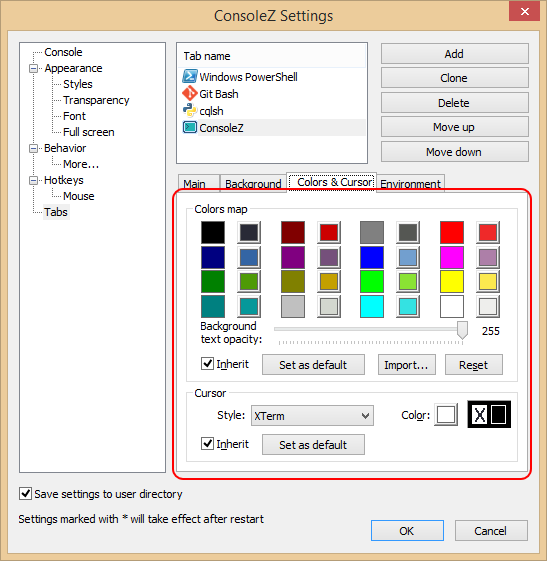 ConsoleZ Settings
Console
Appearance
Styles
Transparency
Font
Full screen
Behavior
More...
Hotkeys
Mouse
Tabs
Tab name
Windows PowerShell
Git Bash
cqlsh
ConsoleZ
Add
Clone
Delete
Move up
Move down
Main Background Colors & Cursor Environment
Colors map
Background
text opacity: 255
Inherit Set as default Import... Reset
Cursor
Style: XTerm Color: X
Inherit Set as default
Save settings to user directory
Settings marked with * will take effect after restart
OK Cancel